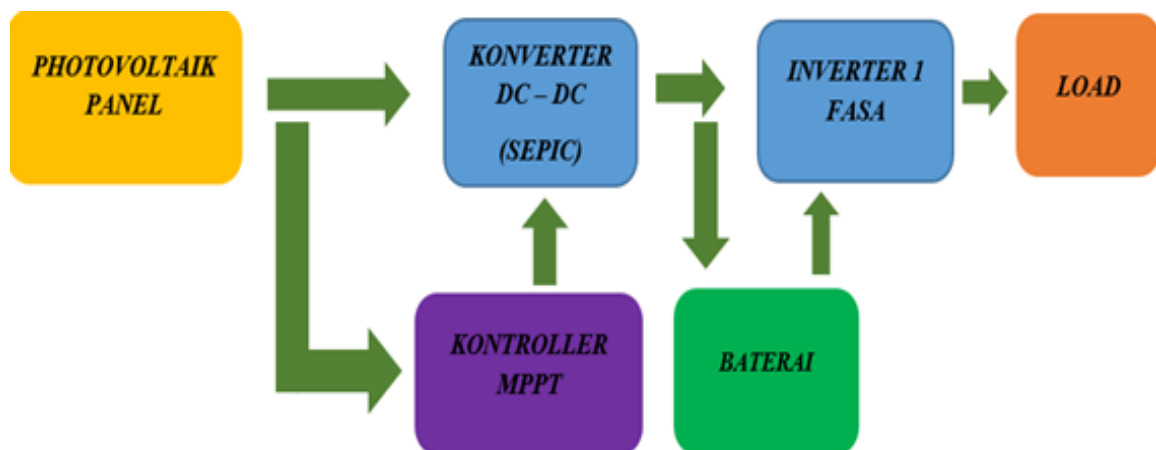 PHOTOVOLTAIK
PANEL
KONVERTER
DC – DC
(SEPIC)
INVERTER 1
FASA
LOAD
KONTROLLER
MPPT
BATERAI